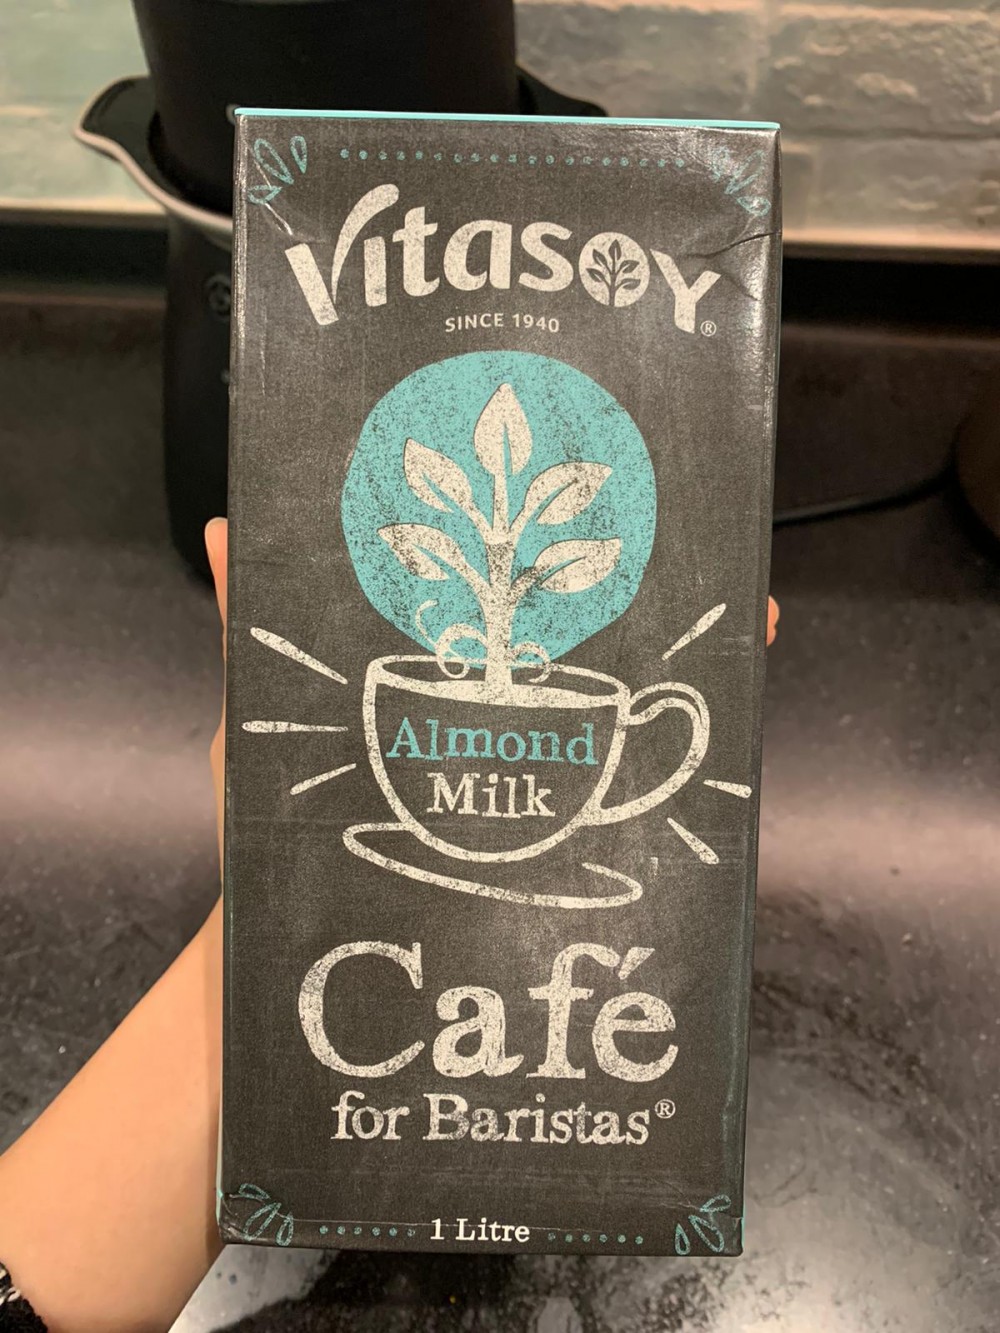 Vitasoy®
SINCE 1940
Almond
Milk
Café
for Baristas®
1 Litre